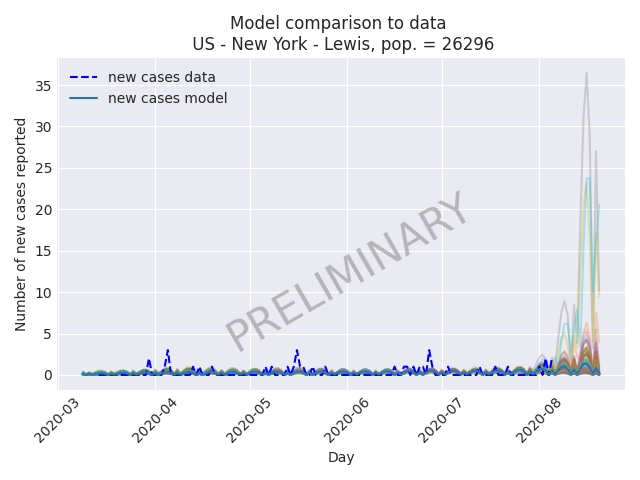 Model comparison to data
US - New York - Lewis, pop. = 26296
new cases data
new cases model
PRELIMINARY
Number of new cases reported
35
30
25
20
15
10
5
0
2020-03
2020-04
2020-05
2020-06
2020-07
2020-08
Day